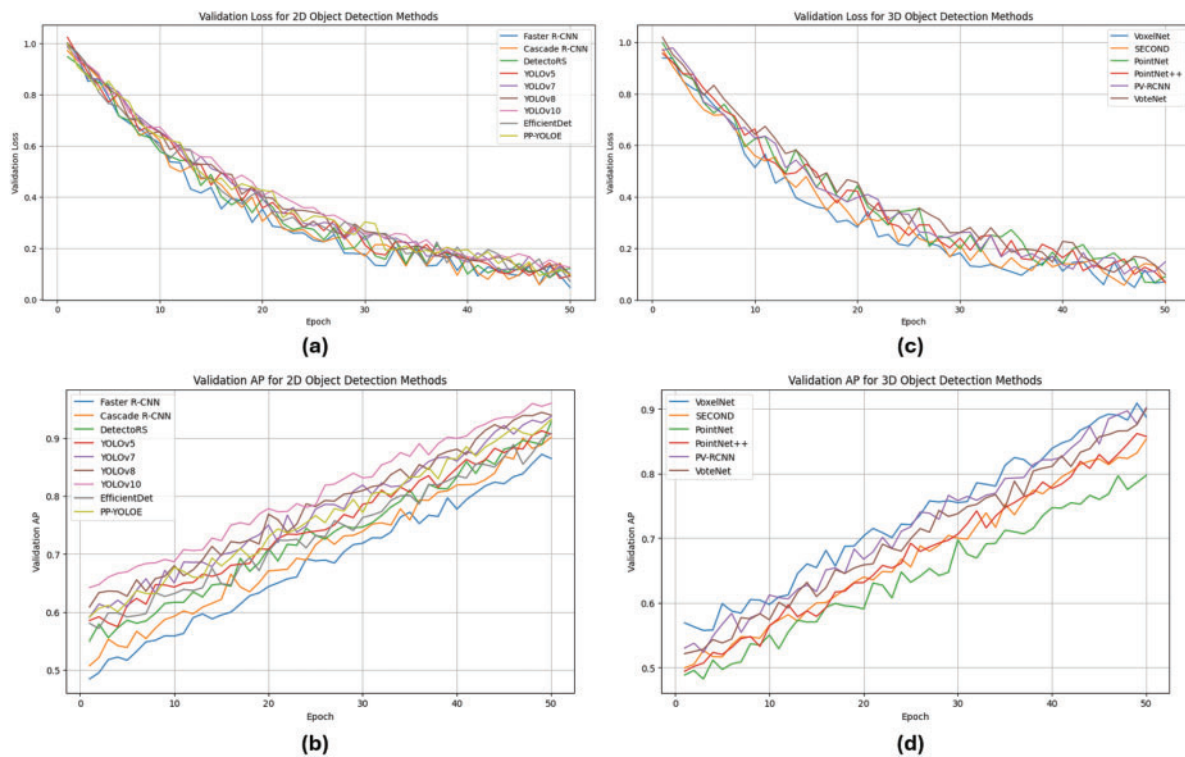 Validation Loss for 2D Object Detection Methods
Validation Loss
1.0
0.8
0.6
0.4
0.2
0.0
Faster R-CNN
Cascade R-CNN
DetectoRS
YOLOv5
YOLOv7
YOLOv8
YOLOv10
EfficientDet
PP-YOLOE
0 10 20 30 40 50
Epoch
(a)
Validation Loss for 3D Object Detection Methods
Validation Loss
1.0
0.8
0.6
0.4
0.2
0.0
VoxelNet
SECOND
PointNet
PointNet++
PV-RCNN
VoteNet
0 10 20 30 40 50
Epoch
(c)
Validation AP for 2D Object Detection Methods
Validation AP
0.9
0.8
0.7
0.6
0.5
Faster R-CNN
Cascade R-CNN
DetectoRS
YOLOv5
YOLOv7
YOLOv8
YOLOv10
EfficientDet
PP-YOLOE
0 10 20 30 40 50
Epoch
(b)
Validation AP for 3D Object Detection Methods
Validation AP
0.9
0.8
0.7
0.6
0.5
VoxelNet
SECOND
PointNet
PointNet++
PV-RCNN
VoteNet
0 10 20 30 40 50
Epoch
(d)